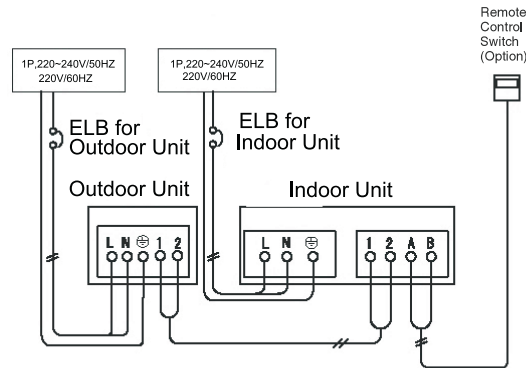 Remote
Control
Switch
(Option)
1P,220~240V/50HZ
220V/60HZ
1P,220~240V/50HZ
220V/60HZ
ELB for
Outdoor Unit
ELB for
Indoor Unit
Outdoor Unit
Indoor Unit
L N 1 2
L N
1 2 A B